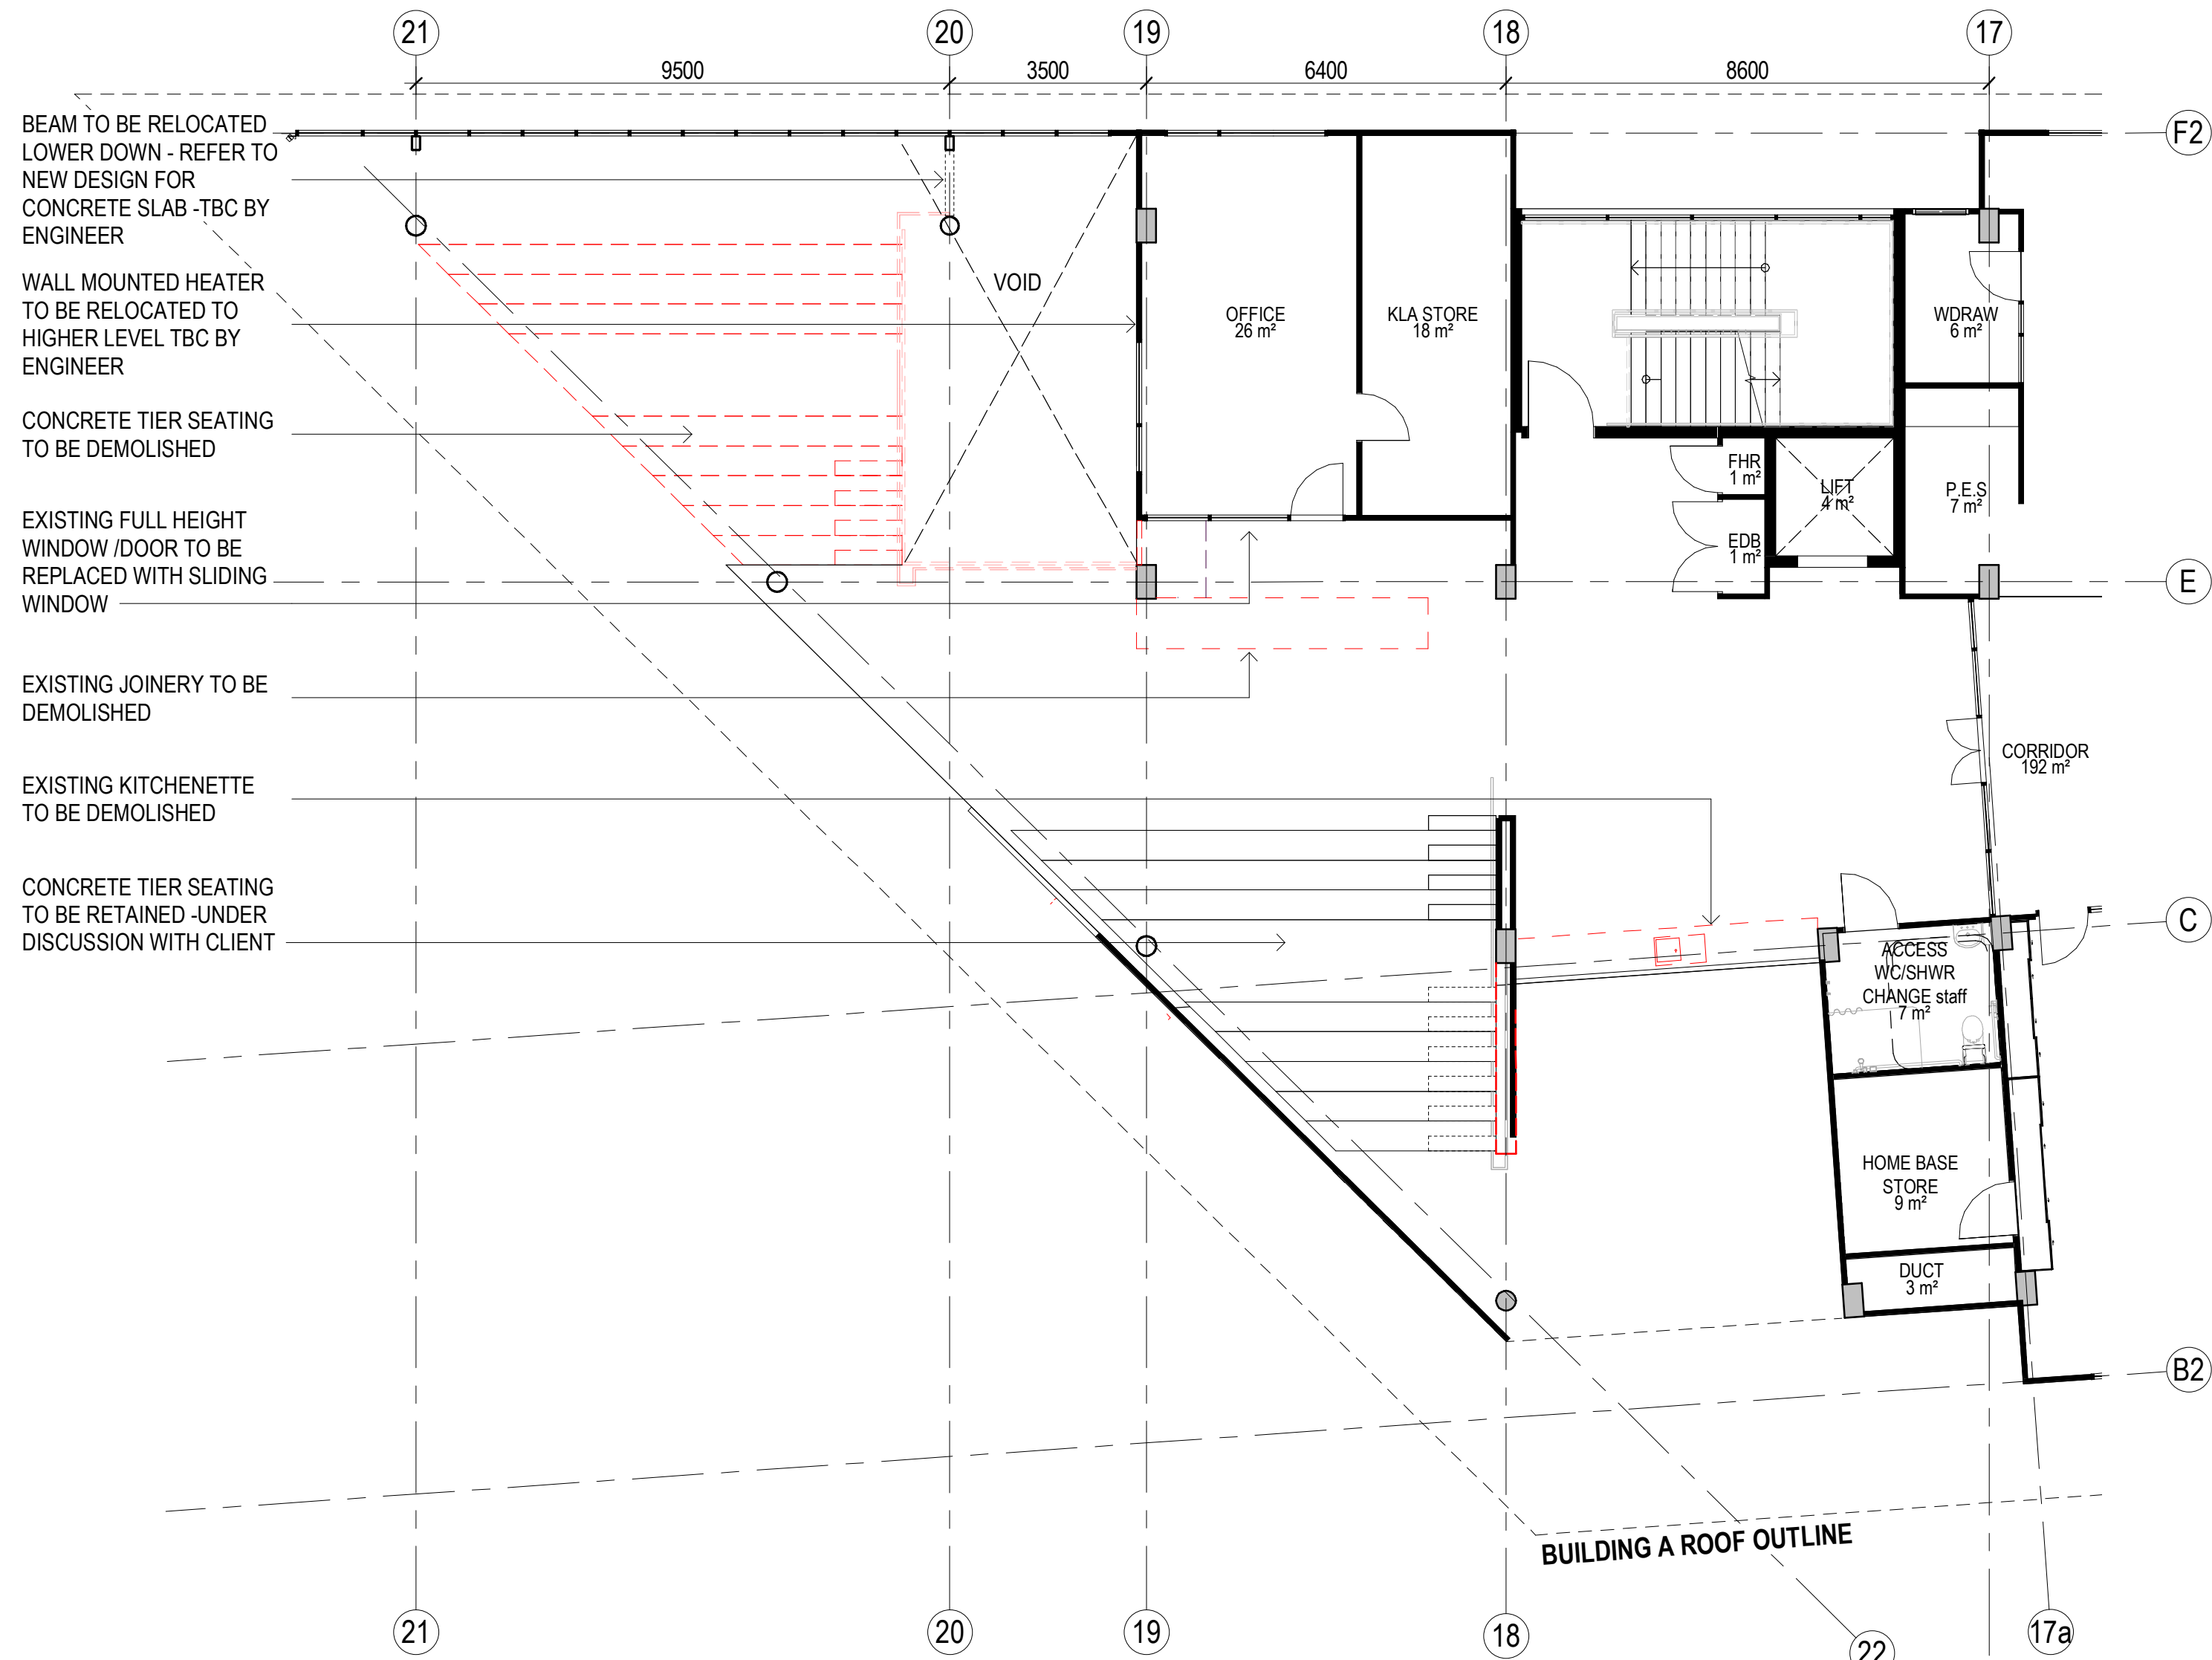 21
20
19
18
17
9500
3500
6400
8600
F2
BEAM TO BE RELOCATED
LOWER DOWN - REFER TO
NEW DESIGN FOR
CONCRETE SLAB -TBC BY
ENGINEER
WALL MOUNTED HEATER
TO BE RELOCATED TO
HIGHER LEVEL TBC BY
ENGINEER
VOID
OFFICE
26 m²
KLA STORE
18 m²
WDRAW
6 m²
CONCRETE TIER SEATING
TO BE DEMOLISHED
FHR
1 m²
LIFT
4 m²
P.E.S
7 m²
EDB
1 m²
EXISTING FULL HEIGHT
WINDOW /DOOR TO BE
REPLACED WITH SLIDING
WINDOW
E
EXISTING JOINERY TO BE
DEMOLISHED
CORRIDOR
192 m²
EXISTING KITCHENETTE
TO BE DEMOLISHED
CONCRETE TIER SEATING
TO BE RETAINED -UNDER
DISCUSSION WITH CLIENT
C
ACCESS
WC/SHWR
CHANGE staff
7 m²
HOME BASE
STORE
9 m²
DUCT
3 m²
B2
BUILDING A ROOF OUTLINE
21
20
19
18
22
17a